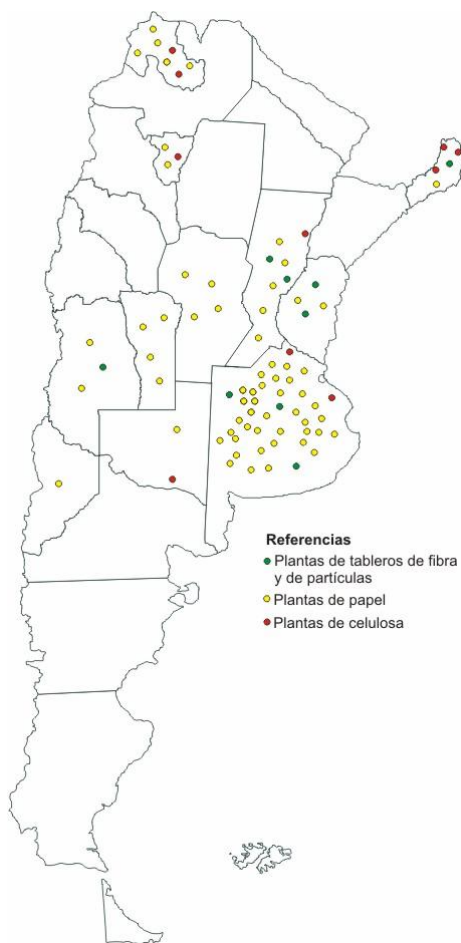 Referencias
Plantas de tableros de fibra
y de partículas
Plantas de papel
Plantas de celulosa